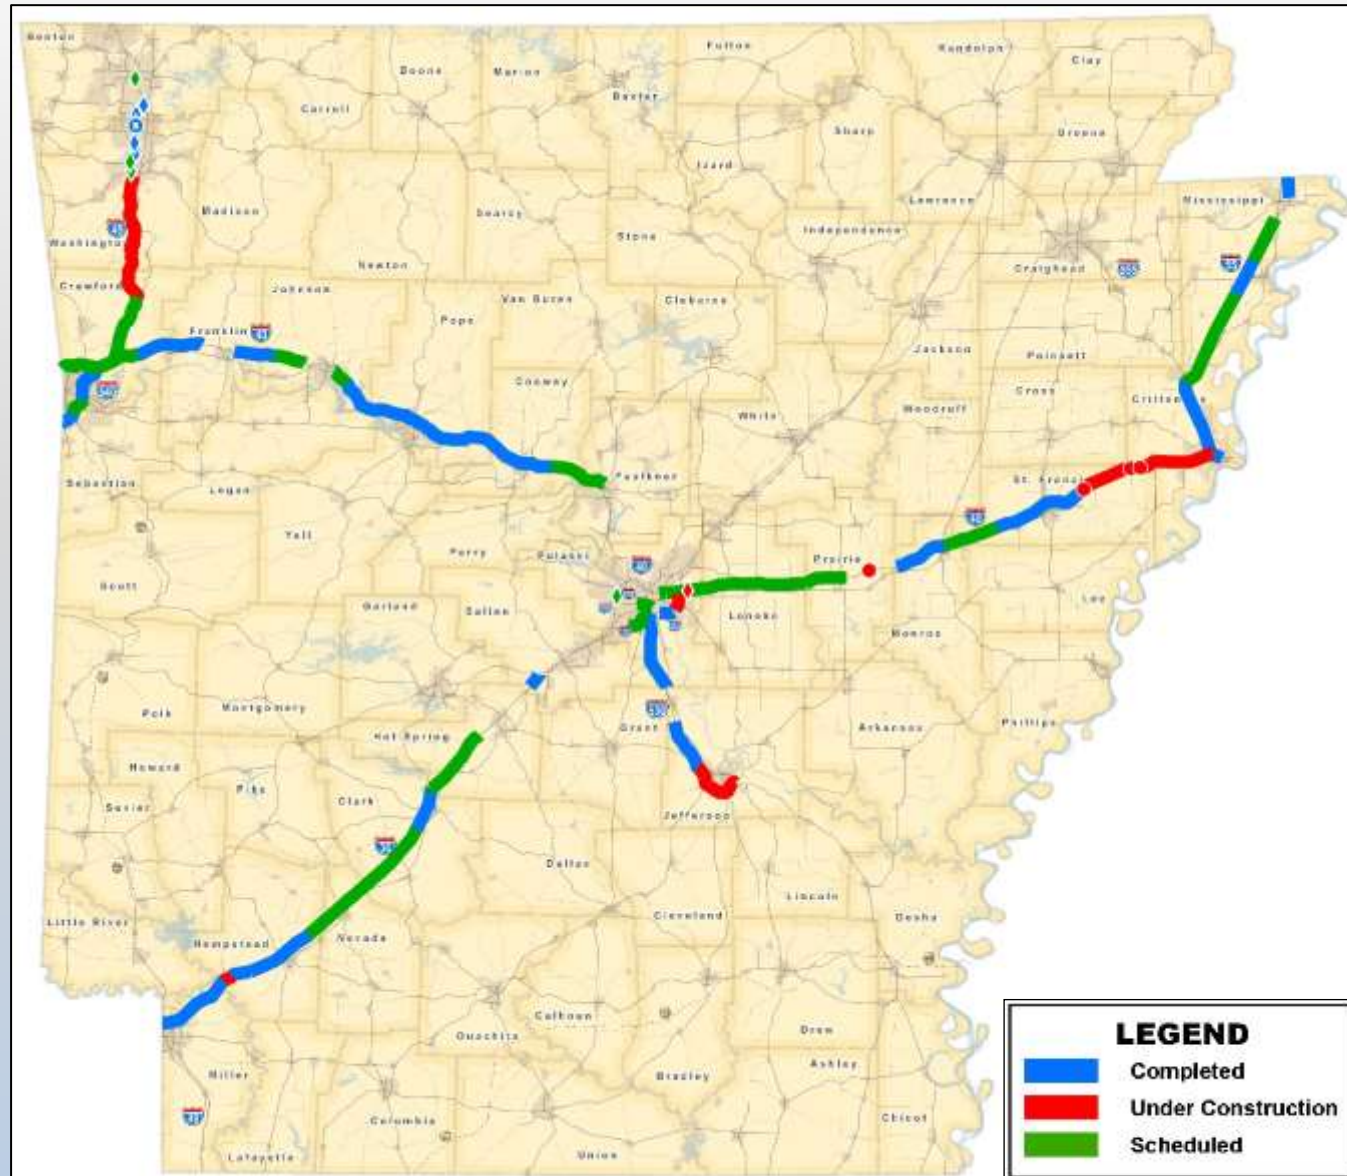 Benton
Fulton
Randolph
Clay
Boone
Marion
Baxter
Carroll
Sharp
Greene
Izard
Mississippi
Madison
Searcy
Lawrence
Stone
Independence
Washington
Newton
Craighead
555
Crawford
Johnson
Van Buren
Cleburne
Franklin
Pope
Jackson
Poinsett
Conway
Cross
White
Woodruff
Sebastian
Logan
Faulkner
Yell
Perry
Pulaski
Prairie
Scott
Garland
Saline
Lonoke
Lee
Monroe
Polk
Montgomery
Hot Spring
Grant
Arkansas
Phillips
Howard
Pike
Clark
Sevier
Jefferson
Dallas
Lincoln
Little River
Cleveland
Desha
Hempstead
Nevada
Calhoun
Ouachita
Drew
Ashley
Miller
Bradley
Columbia
Chicot
Lafayette
Union
LEGEND
Completed
Under Construction
Scheduled